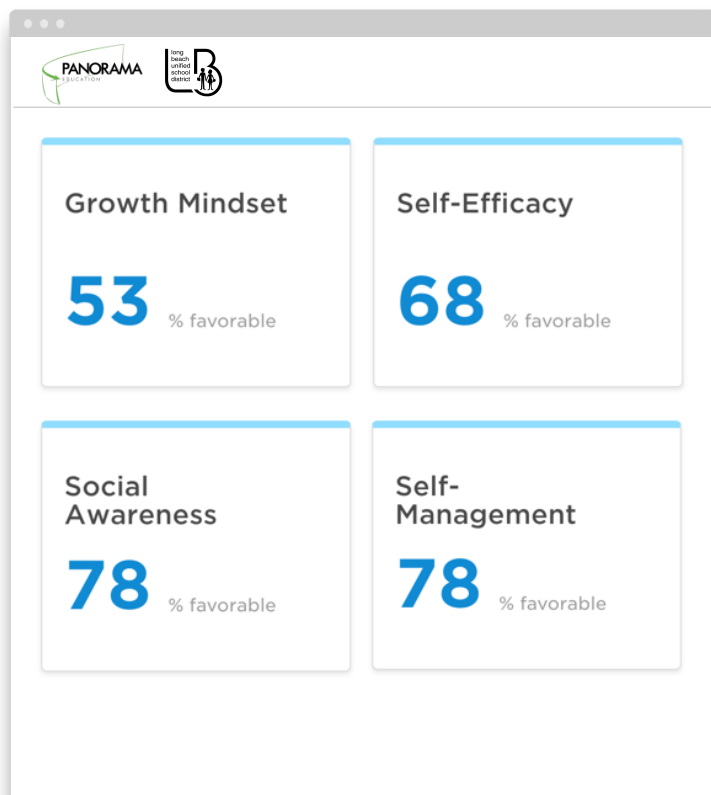 PANORAMA
EDUCATION
long
beach
unified
school
district
LB
Growth Mindset
53 % favorable
Self-Efficacy
68 % favorable
Social
Awareness
78 % favorable
Self-
Management
78 % favorable